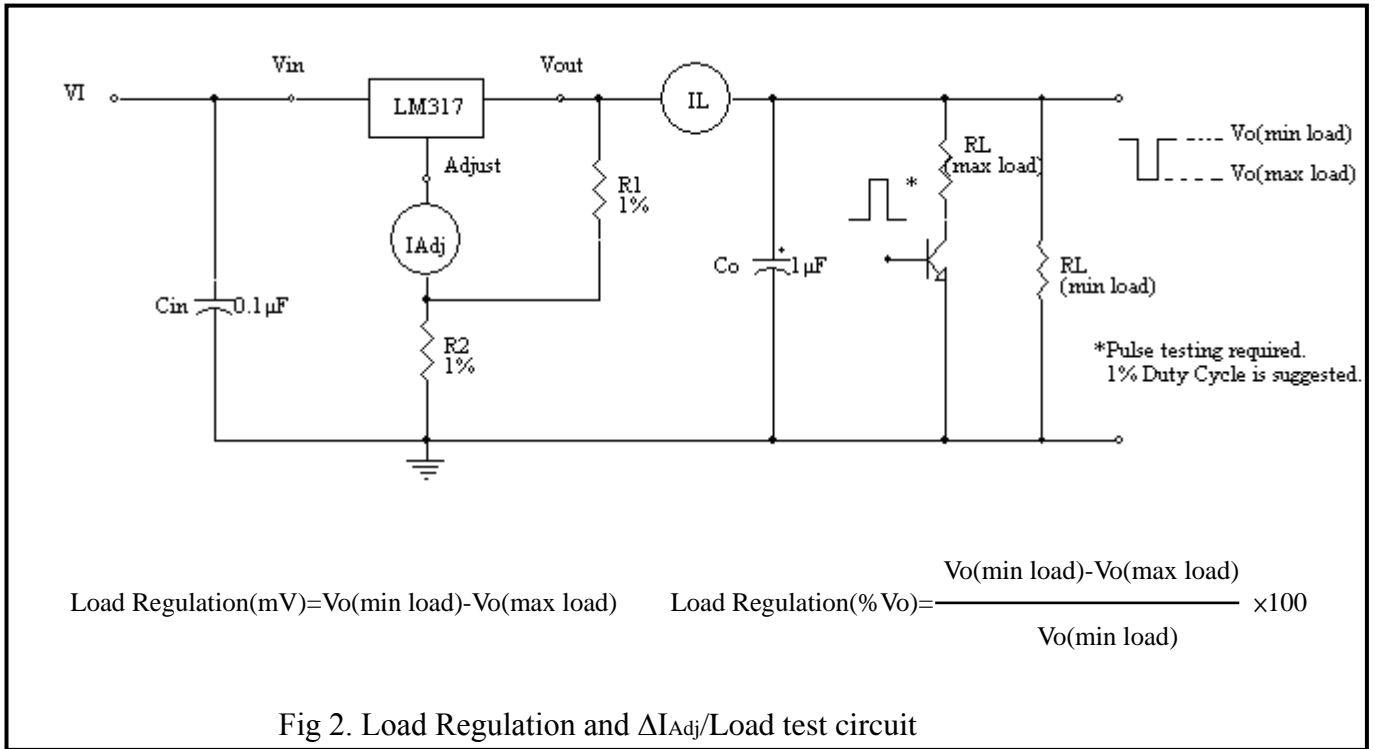 Vin
Vout
VI
LM317
IL
Adjust
R1
1%
IAdj
Cin
0.1μF
R2
1%
Co
1μF
*
RL
(max load)
RL
(min load)
Vo(min load)
Vo(max load)
*Pulse testing required.
1% Duty Cycle is suggested.
Load Regulation(mV)=Vo(min load)-Vo(max load)
Load Regulation(%Vo)=
Vo(min load)-Vo(max load)
Vo(min load)
×100
Fig 2. Load Regulation and ΔIAdj/Load test circuit